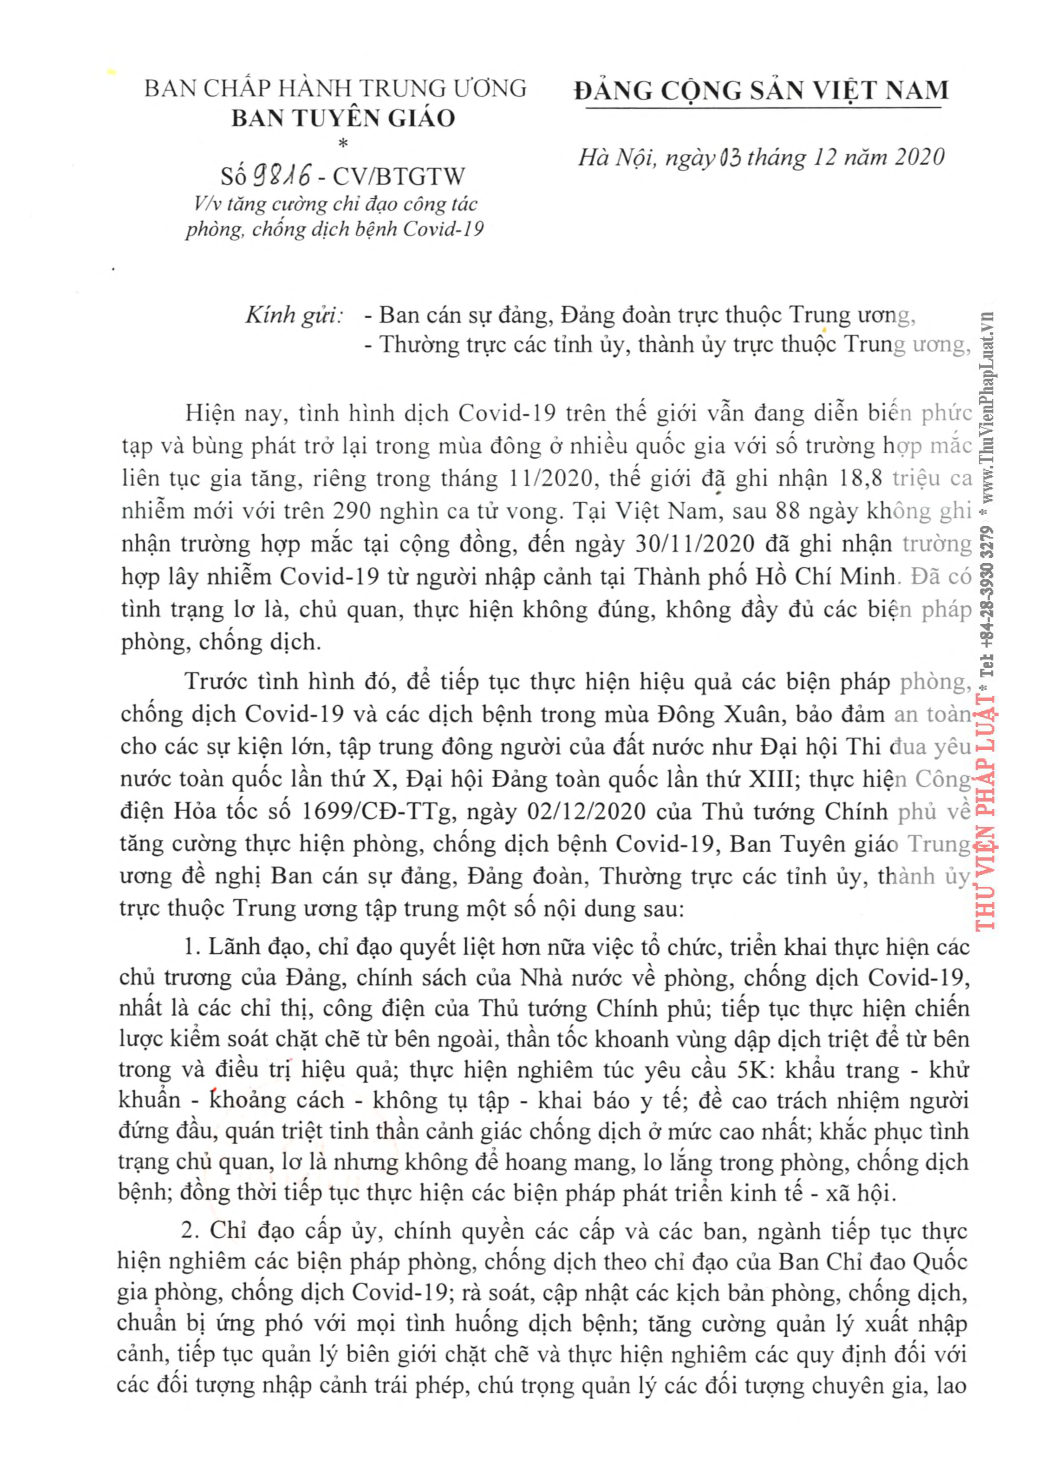 BAN CHẤP HÀNH TRUNG ƯƠNG
BAN TUYÊN GIÁO
*
Số 9816 - CV/BTGTW
V/v tăng cường chỉ đạo công tác
phòng, chống dịch bệnh Covid-19
ĐẢNG CỘNG SẢN VIỆT NAM
Hà Nội, ngày 03 tháng 12 năm 2020
Kính gửi: - Ban cán sự đảng, Đảng đoàn trực thuộc Trung ương,
- Thường trực các tỉnh ủy, thành ủy trực thuộc Trung ương,
Hiện nay, tình hình dịch Covid-19 trên thế giới vẫn đang diễn biến phức
tạp và bùng phát trở lại trong mùa đông ở nhiều quốc gia với số trường hợp mắc
liên tục gia tăng, riêng trong tháng 11/2020, thế giới đã ghi nhận 18,8 triệu ca
nhiễm mới với trên 290 nghìn ca tử vong. Tại Việt Nam, sau 88 ngày không ghi
nhận trường hợp mắc tại cộng đồng, đến ngày 30/11/2020 đã ghi nhận trường
hợp lây nhiễm Covid-19 từ người nhập cảnh tại Thành phố Hồ Chí Minh. Đã có
tình trạng lơ là, chủ quan, thực hiện không đúng, không đầy đủ các biện pháp
phòng, chống dịch.
Trước tình hình đó, để tiếp tục thực hiện hiệu quả các biện pháp phòng,
chống dịch Covid-19 và các dịch bệnh trong mùa Đông Xuân, bảo đảm an toàn
cho các sự kiện lớn, tập trung đông người của đất nước như Đại hội Thi đua yêu
nước toàn quốc lần thứ X, Đại hội Đảng toàn quốc lần thứ XIII; thực hiện Công
điện Hỏa tốc số 1699/CĐ-TTg, ngày 02/12/2020 của Thủ tướng Chính phủ về
tăng cường thực hiện phòng, chống dịch bệnh Covid-19, Ban Tuyên giáo Trung
ương đề nghị Ban cán sự đảng, Đảng đoàn, Thường trực các tỉnh ủy, thành ủy
trực thuộc Trung ương tập trung một số nội dung sau:
1. Lãnh đạo, chỉ đạo quyết liệt hơn nữa việc tổ chức, triển khai thực hiện các
chủ trương của Đảng, chính sách của Nhà nước về phòng, chống dịch Covid-19,
nhất là các chỉ thị, công điện của Thủ tướng Chính phủ; tiếp tục thực hiện chiến
lược kiểm soát chặt chẽ từ bên ngoài, thần tốc khoanh vùng dập dịch triệt để từ bên
trong và điều trị hiệu quả; thực hiện nghiêm túc yêu cầu 5K: khẩu trang - khử
khuẩn - khoảng cách - không tụ tập - khai báo y tế; đề cao trách nhiệm người
đứng đầu, quán triệt tinh thần cảnh giác chống dịch ở mức cao nhất; khắc phục tình
trạng chủ quan, lơ là nhưng không để hoang mang, lo lắng trong phòng, chống dịch
bệnh; đồng thời tiếp tục thực hiện các biện pháp phát triển kinh tế - xã hội.
2. Chỉ đạo cấp ủy, chính quyền các cấp và các ban, ngành tiếp tục thực
hiện nghiêm các biện pháp phòng, chống dịch theo chỉ đạo của Ban Chỉ đao Quốc
gia phòng, chống dịch Covid-19; rà soát, cập nhật các kịch bản phòng, chống dịch,
chuẩn bị ứng phó với mọi tình huống dịch bệnh; tăng cường quản lý xuất nhập
cảnh, tiếp tục quản lý biên giới chặt chẽ và thực hiện nghiêm các quy định đối với
các đối tượng nhập cảnh trái phép, chú trọng quản lý các đối tượng chuyên gia, lao
THƯ VIỆN PHÁP LUẬT * Tel: +84-28-3930 3279 * www.ThuVienPhapLuat.vn